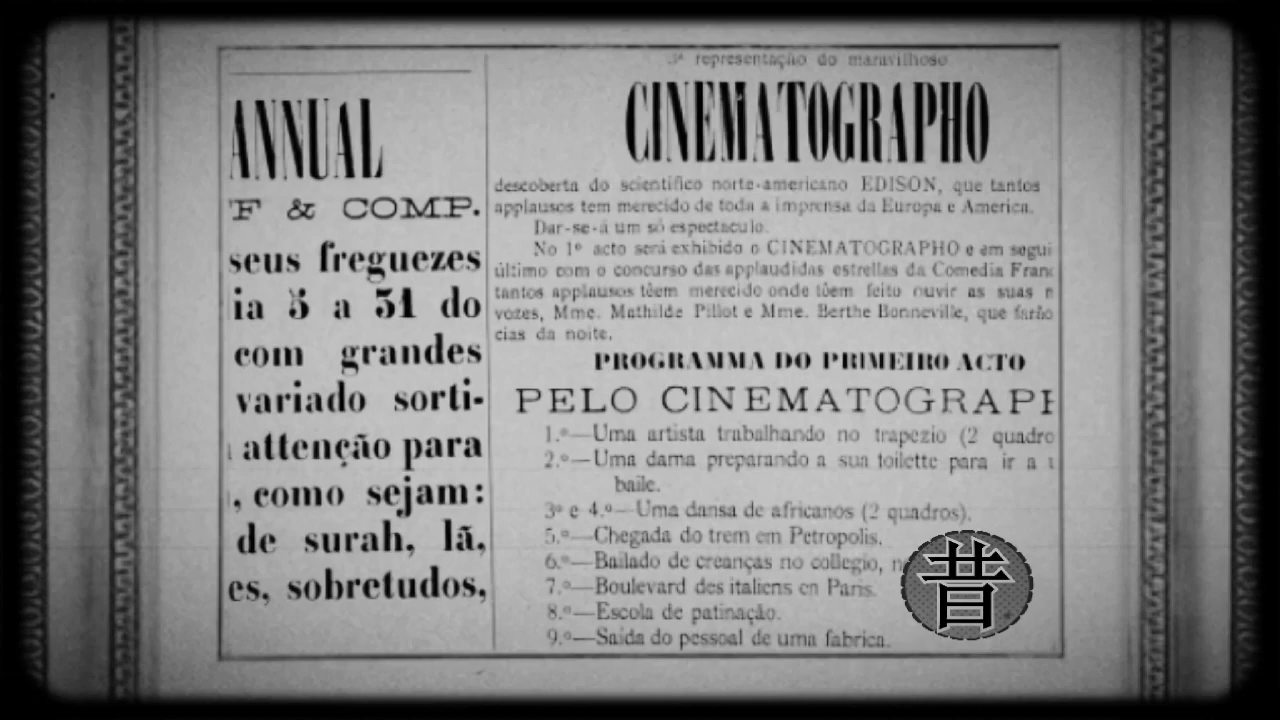 ANNUAL
F & COMP.
seus freguezes
ia 5 a 31 do
com grandes
variado sorti-
attenção para
, como sejam:
de surah, lã,
es, sobretudos,
representação do maravilhoso
CINEMATOGRAPHO
descoberta do scientifico norte-americano EDISON, que tantos
applausos tem merecido de toda a imprensa da Europa e America.
Dar-se-á um só espectaculo.
No 1º acto será exhibido o CINEMATOGRAPHO e em segui
último com o concurso das applaudidas estrellas da Comedia Franc
tantos applausos têem merecido onde têem feito ouvir as suas
vozes, Mme. Mathilde Pillot e Mme. Berthe Bonneville, que farão
cias da noite.
PROGRAMMA DO PRIMEIRO ACTO
PELO CINEMATOGRAPH
1.º—Uma artista trabalhando no trapezio (2 quadro
2.º—Uma dama preparando a sua toilette para ir a
baile.
3º e 4.º—Uma dansa de africanos (2 quadros).
5.º—Chegada do trem em Petropolis.
6.º—Bailado de creanças no collegio,
7.º—Boulevard des italiens en Paris.
8.º—Escola de patinação.
9.º—Saida do pessoal de uma fabrica.
昔